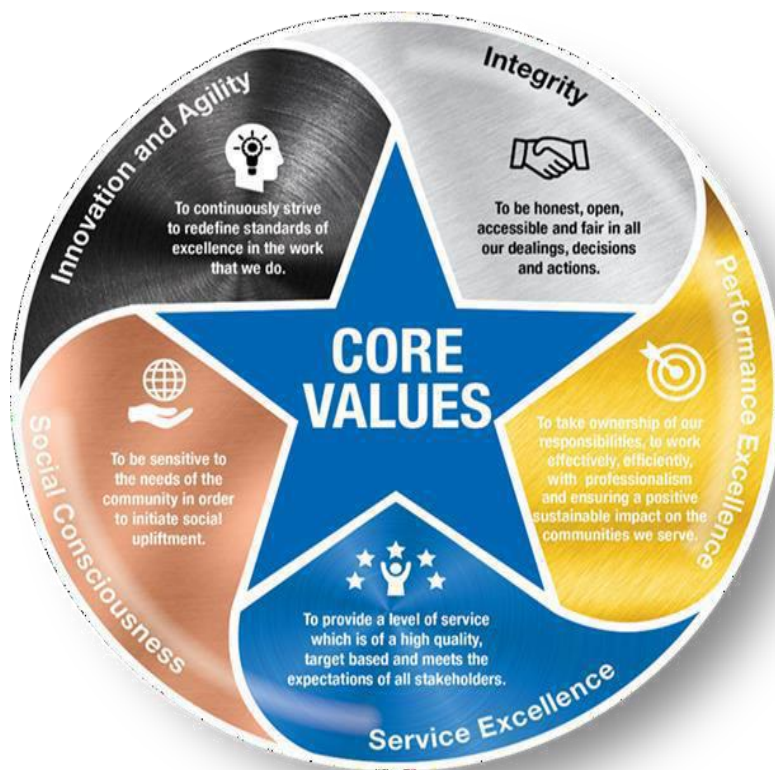 CORE
VALUES
Integrity
To be honest, open,
accessible and fair in all
our dealings, decisions
and actions.
Performance Excellence
To take ownership of our
responsibilities, to work
effectively, efficiently,
with professionalism
and ensuring a positive
sustainable impact on the
communities we serve.
Service Excellence
To provide a level of service
which is of a high quality,
target based and meets the
expectations of all stakeholders.
Social Consciousness
To be sensitive to
the needs of the
community in order
to initiate social
upliftment.
Innovation and Agility
To continuously strive
to redefine standards of
excellence in the work
that we do.